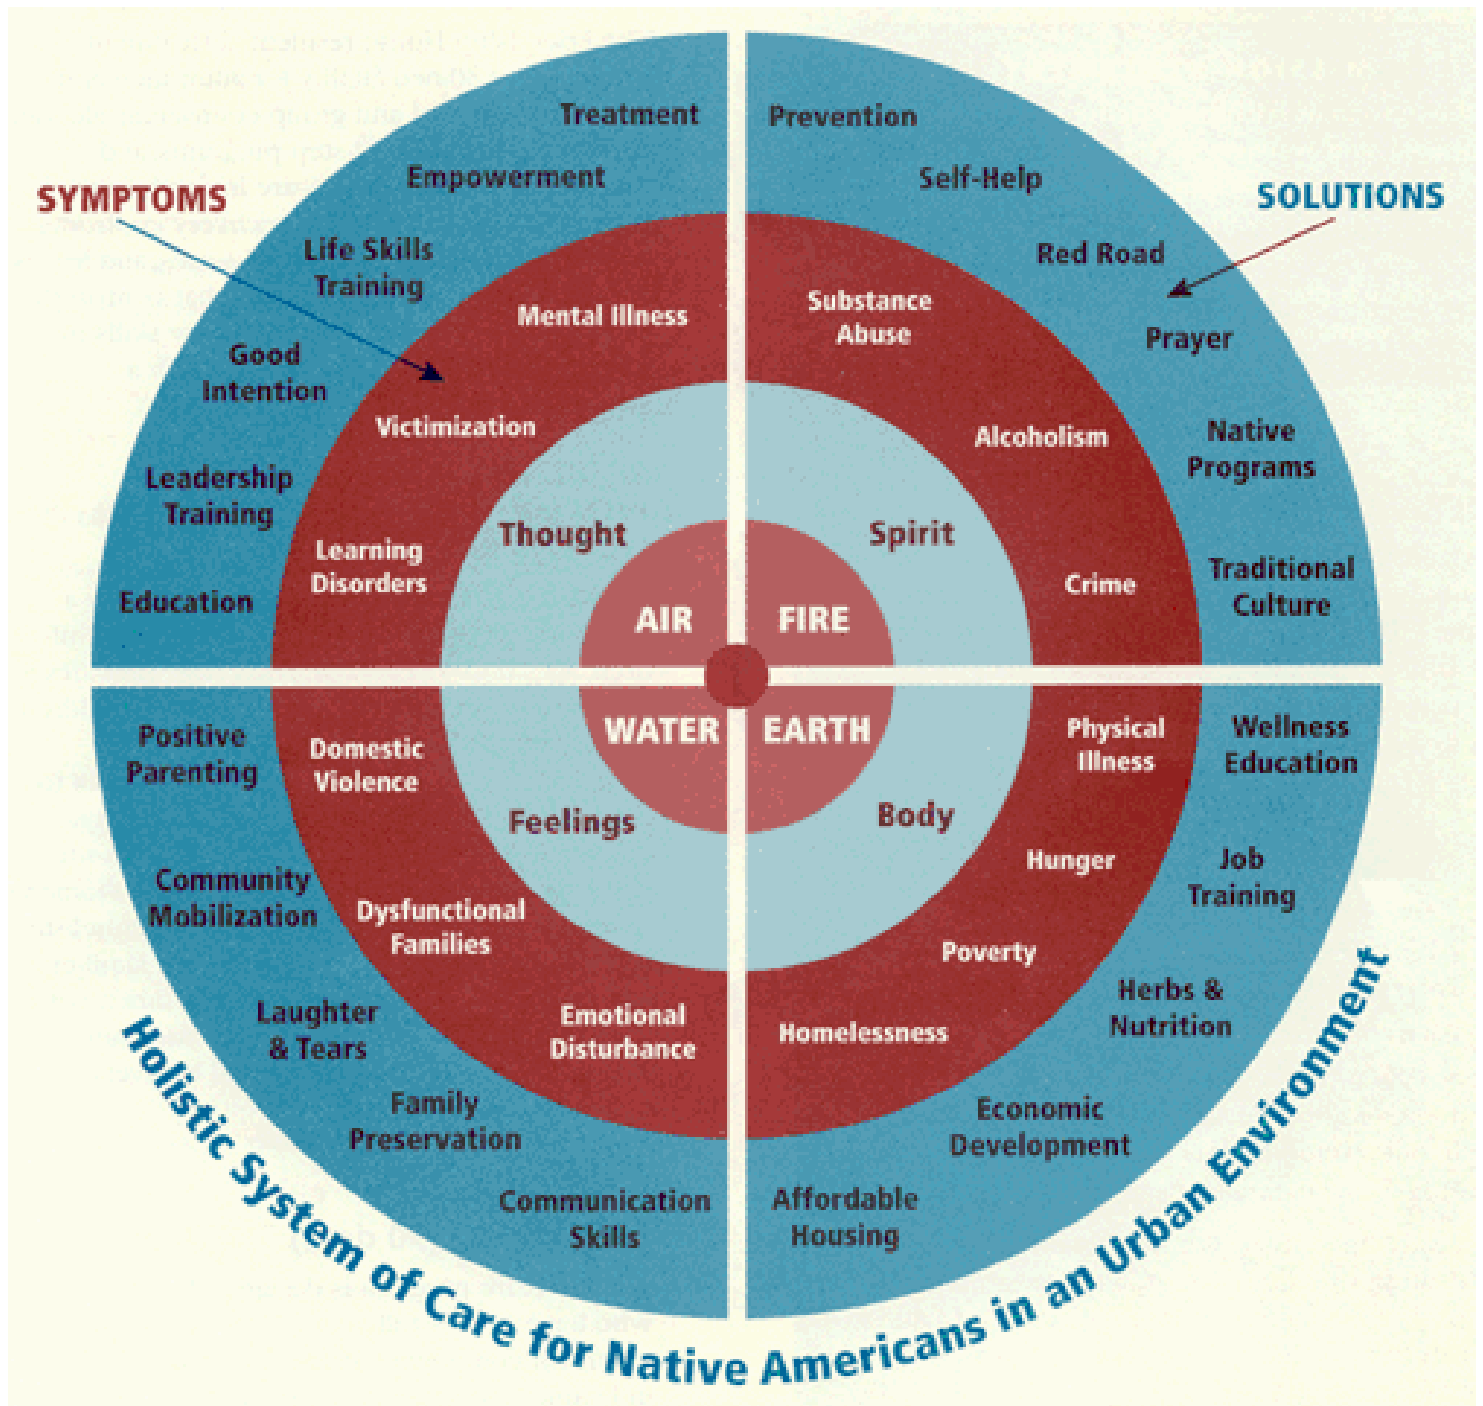 Treatment
Prevention
Empowerment
Self-Help
SYMPTOMS
SOLUTIONS
Life Skills
Training
Red Road
Mental Illness
Substance
Abuse
Prayer
Good
Intention
Victimization
Alcoholism
Native
Programs
Leadership
Training
Thought
Spirit
Learning
Disorders
Crime
Traditional
Culture
Education
AIR
FIRE
WATER
EARTH
Positive
Parenting
Domestic
Violence
Physical
Illness
Wellness
Education
Feelings
Body
Hunger
Job
Training
Community
Mobilization
Dysfunctional
Families
Poverty
Herbs &
Nutrition
Laughter
& Tears
Emotional
Disturbance
Homelessness
Family
Preservation
Economic
Development
Communication
Skills
Affordable
Housing
Holistic System of Care for Native Americans in an Urban Environment